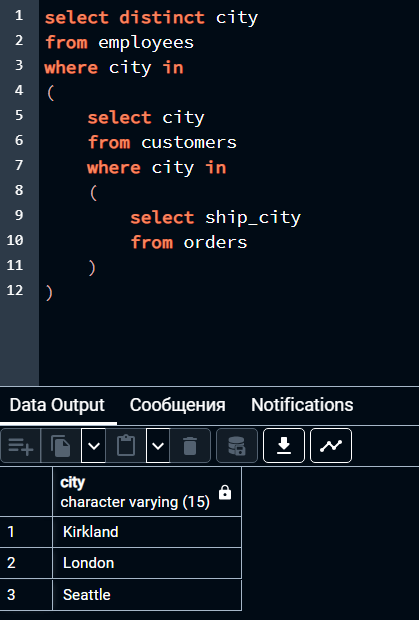 1 select distinct city
2 from employees
3 where city in
4 (
5 select city
6 from customers
7 where city in
8 (
9 select ship_city
10 from orders
11 )
12 )
Data Output Сообщения Notifications
city
character varying (15)
1 Kirkland
2 London
3 Seattle